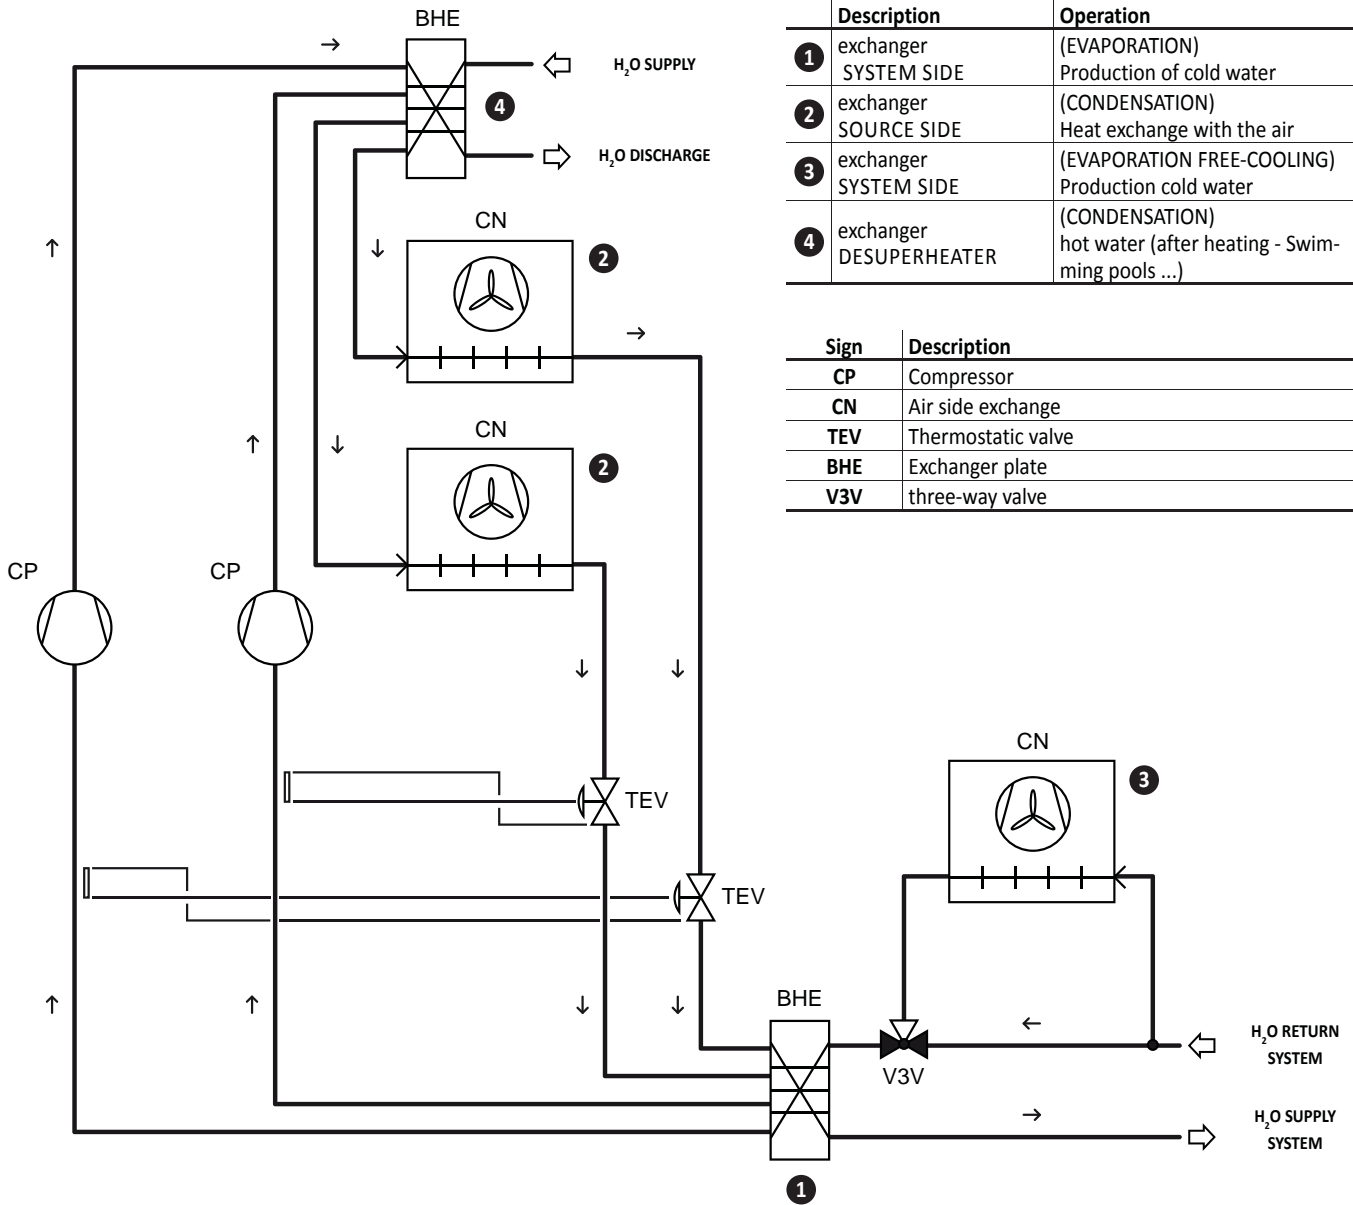 BHE
H2O SUPPLY
4
H2O DISCHARGE
CN
2
CN
2
CP
CP
TEV
TEV
CN
3
BHE
V3V
H2O RETURN
SYSTEM
H2O SUPPLY
SYSTEM
1
Description Operation
1 exchanger (EVAPORATION)
SYSTEM SIDE Production of cold water
2 exchanger (CONDENSATION)
SOURCE SIDE Heat exchange with the air
3 exchanger (EVAPORATION FREE-COOLING)
SYSTEM SIDE Production cold water
4 exchanger (CONDENSATION)
DESUPERHEATER hot water (after heating - Swim-
ming pools ...)
Sign Description
CP Compressor
CN Air side exchange
TEV Thermostatic valve
BHE Exchanger plate
V3V three-way valve